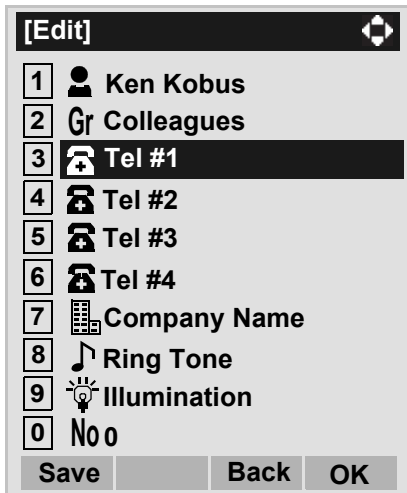 [Edit]
1 Ken Kobus
2 Gr Colleagues
3 Tel #1
4 Tel #2
5 Tel #3
6 Tel #4
7 Company Name
8 Ring Tone
9 Illumination
0 No 0
Save Back OK